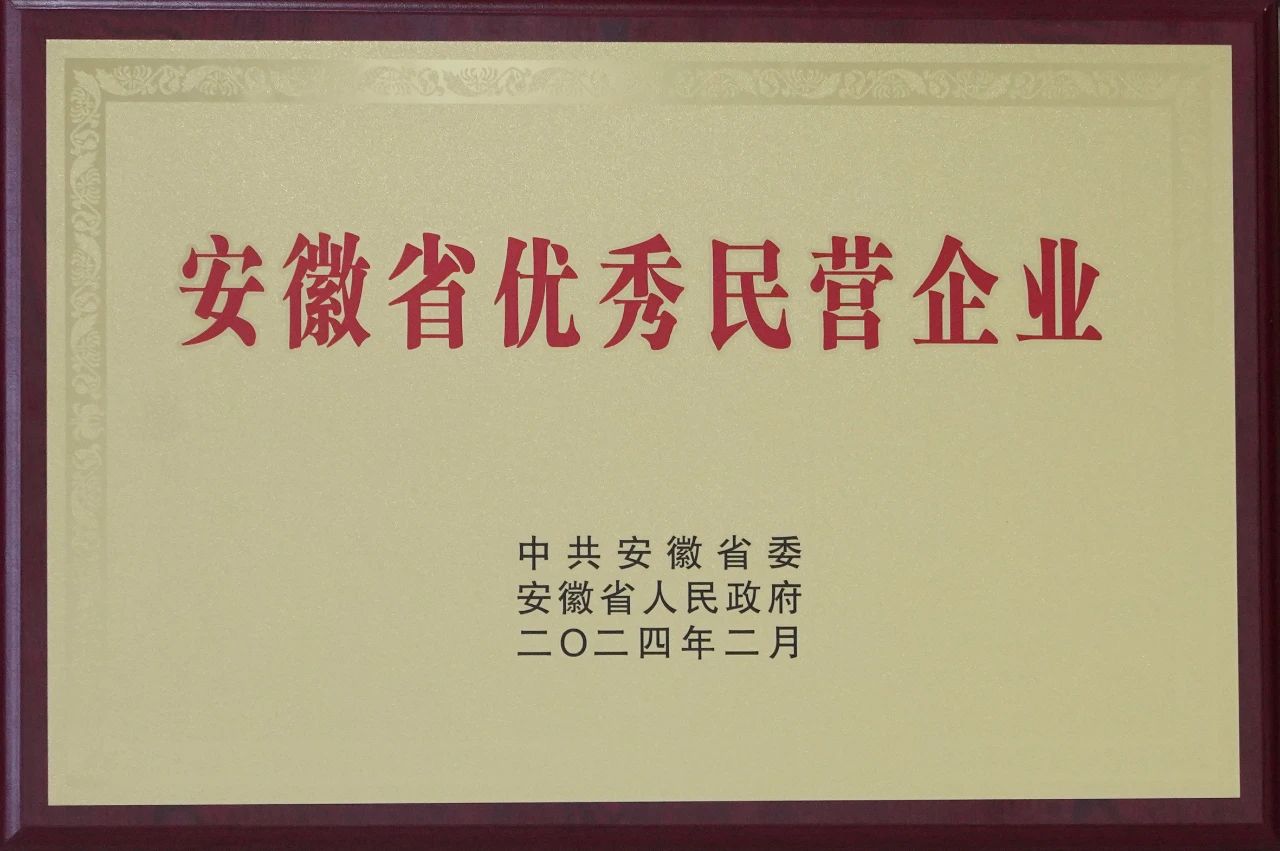 安徽省优秀民营企业
中共安徽省委
安徽省人民政府
二〇二四年二月